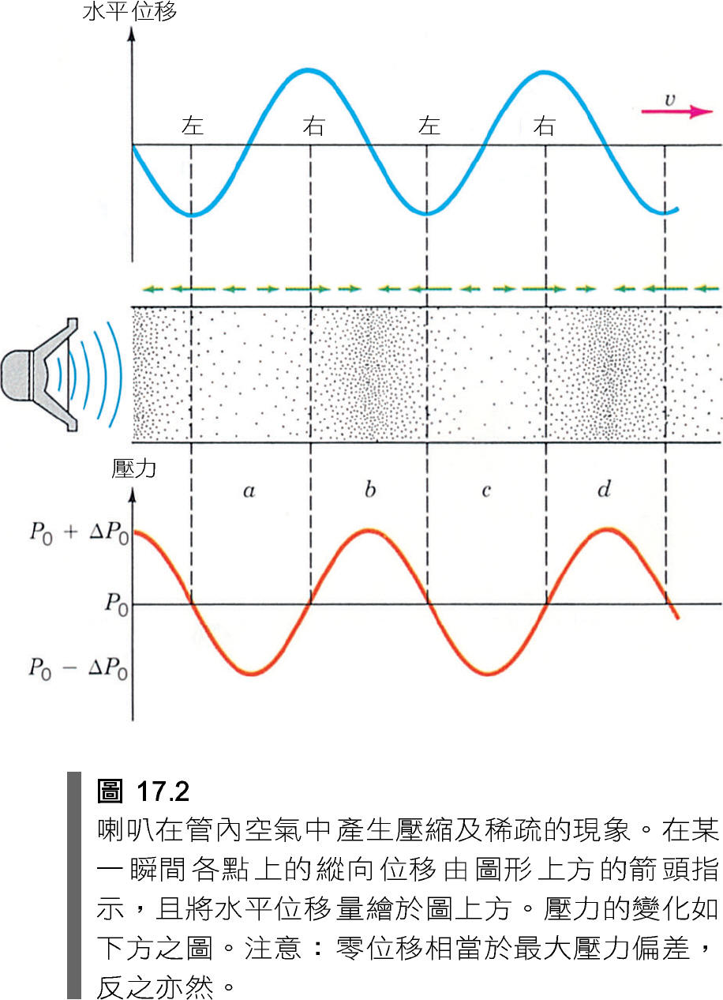 水平位移
v
左 右 左 右
壓力
a b c d
P0 + ΔP0
P0
P0 − ΔP0
圖 17.2
喇叭在管內空氣中產生壓縮及稀疏的現象。在某
一瞬間各點上的縱向位移由圖形上方的箭頭指
示，且將水平位移量繪於圖上方。壓力的變化如
下方之圖。注意：零位移相當於最大壓力偏差，
反之亦然。